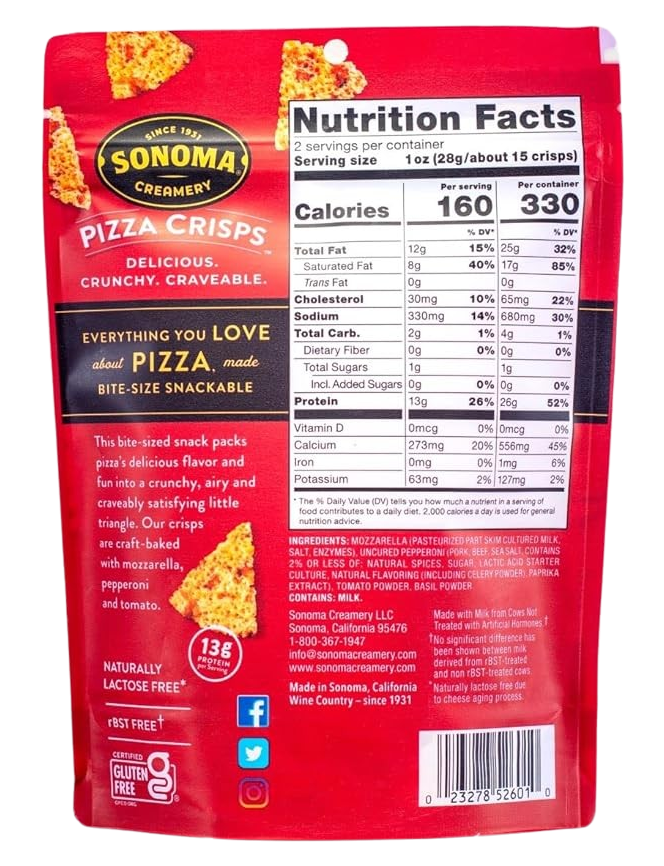 SINCE 1931
SONOMA
CREAMERY
PIZZA CRISPS™
DELICIOUS.
CRUNCHY. CRAVEABLE.
EVERYTHING YOU LOVE
about PIZZA, made
BITE-SIZE SNACKABLE
This bite-sized snack packs
pizza's delicious flavor and
fun into a crunchy, airy and
craveably satisfying little
triangle. Our crisps
are craft-baked
with mozzarella,
pepperoni
and tomato.
13g
PROTEIN
per Serving
NATURALLY
LACTOSE FREE*
rBST FREE†
CERTIFIED
GLUTEN
FREE
GFCO.ORG
Nutrition Facts
2 servings per container
Serving size 1 oz (28g/about 15 crisps)
Per serving Per container
Calories 160 330
% DV* % DV*
Total Fat 12g 15% 25g 32%
Saturated Fat 8g 40% 17g 85%
Trans Fat 0g 0g
Cholesterol 30mg 10% 65mg 22%
Sodium 330mg 14% 680mg 30%
Total Carb. 2g 1% 4g 1%
Dietary Fiber 0g 0% 0g 0%
Total Sugars 1g 1g
Incl. Added Sugars 0g 0% 0g 0%
Protein 13g 26% 26g 52%
Vitamin D 0mcg 0% 0mcg 0%
Calcium 273mg 20% 556mg 45%
Iron 0mg 0% 1mg 6%
Potassium 63mg 2% 127mg 2%
* The % Daily Value (DV) tells you how much a nutrient in a serving of
food contributes to a daily diet. 2,000 calories a day is used for general
nutrition advice.
INGREDIENTS: MOZZARELLA (PASTEURIZED PART SKIM CULTURED MILK,
SALT, ENZYMES), UNCURED PEPPERONI (PORK, BEEF, SEA SALT, CONTAINS
2% OR LESS OF: NATURAL SPICES, SUGAR, LACTIC ACID STARTER
CULTURE, NATURAL FLAVORING (INCLUDING CELERY POWDER), PAPRIKA
EXTRACT), TOMATO POWDER, BASIL POWDER.
CONTAINS: MILK.
Sonoma Creamery LLC
Sonoma, California 95476
1-800-367-1947
info@sonomacreamery.com
www.sonomacreamery.com
Made in Sonoma, California
Wine Country – since 1931
Made with Milk from Cows Not
Treated with Artificial Hormones †
†No significant difference has
been shown between milk
derived from rBST-treated
and non rBST-treated cows.
*Naturally lactose free due
to cheese aging process.
0 23278 52601 0